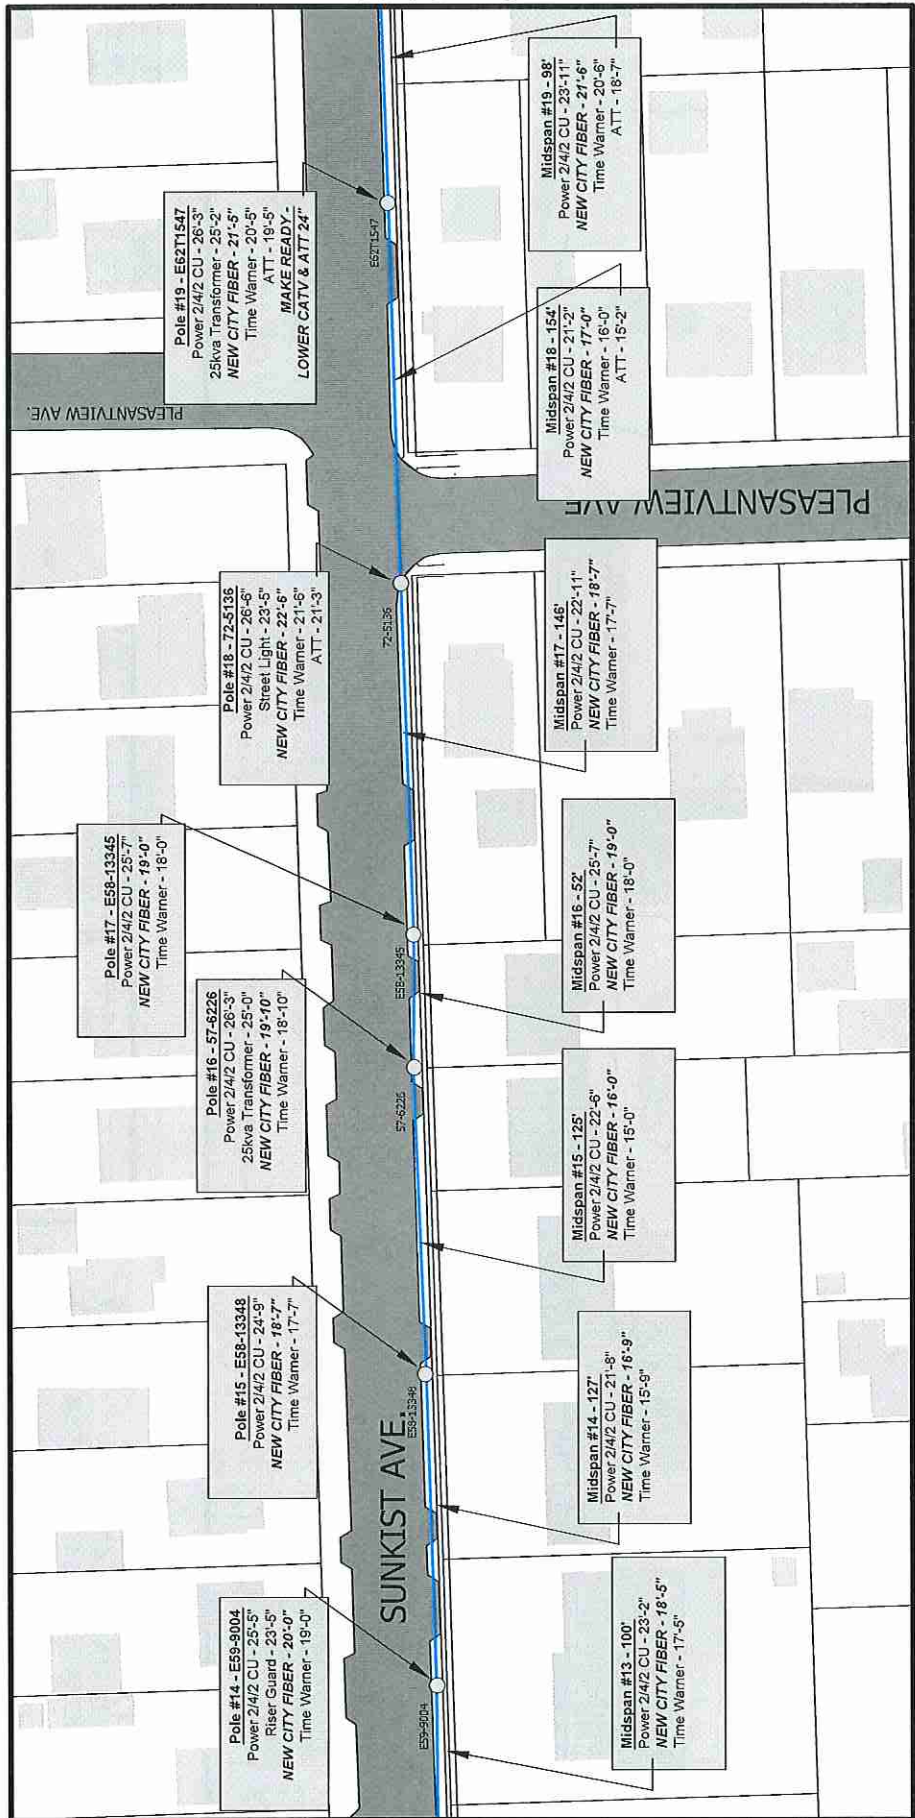 Pole #14 - E59-9004
Power 2/4/2 CU - 25'-5"
Riser Guard - 23'-5"
NEW CITY FIBER - 20'-0"
Time Warner - 19'-0"
Pole #15 - E58-13348
Power 2/4/2 CU - 24'-9"
NEW CITY FIBER - 18'-7"
Time Warner - 17'-7"
Pole #16 - 57-6226
Power 2/4/2 CU - 26'-3"
25kva Transformer - 25'-0"
NEW CITY FIBER - 19'-10"
Time Warner - 18'-10"
Pole #17 - E58-13345
Power 2/4/2 CU - 25'-7"
NEW CITY FIBER - 19'-0"
Time Warner - 18'-0"
Pole #18 - 72-5136
Power 2/4/2 CU - 26'-6"
Street Light - 23'-5"
NEW CITY FIBER - 22'-6"
Time Warner - 21'-6"
ATT - 21'-3"
Pole #19 - E62T1547
Power 2/4/2 CU - 26'-3"
25kva Transformer - 25'-2"
NEW CITY FIBER - 21'-5"
Time Warner - 20'-5"
ATT - 19'-5"
MAKE READY -
LOWER CATV & ATT 24"
PLEASANTVIEW AVE.
SUNKIST AVE.
E59-9004
E58-13348
57-6226
E58-13345
72-5136
E62T1547
PLEASANTVIEW AVE
Midspan #13 - 100'
Power 2/4/2 CU - 23'-2"
NEW CITY FIBER - 18'-5"
Time Warner - 17'-5"
Midspan #14 - 127'
Power 2/4/2 CU - 21'-8"
NEW CITY FIBER - 16'-9"
Time Warner - 15'-9"
Midspan #15 - 125'
Power 2/4/2 CU - 22'-6"
NEW CITY FIBER - 16'-0"
Time Warner - 15'-0"
Midspan #16 - 52'
Power 2/4/2 CU - 25'-7"
NEW CITY FIBER - 19'-0"
Time Warner - 18'-0"
Midspan #17 - 146'
Power 2/4/2 CU - 22'-11"
NEW CITY FIBER - 18'-7"
Time Warner - 17'-7"
Midspan #18 - 154'
Power 2/4/2 CU - 21'-2"
NEW CITY FIBER - 17'-0"
Time Warner - 16'-0"
ATT - 15'-2"
Midspan #19 - 98'
Power 2/4/2 CU - 23'-11"
NEW CITY FIBER - 21'-6"
Time Warner - 20'-6"
ATT - 18'-7"